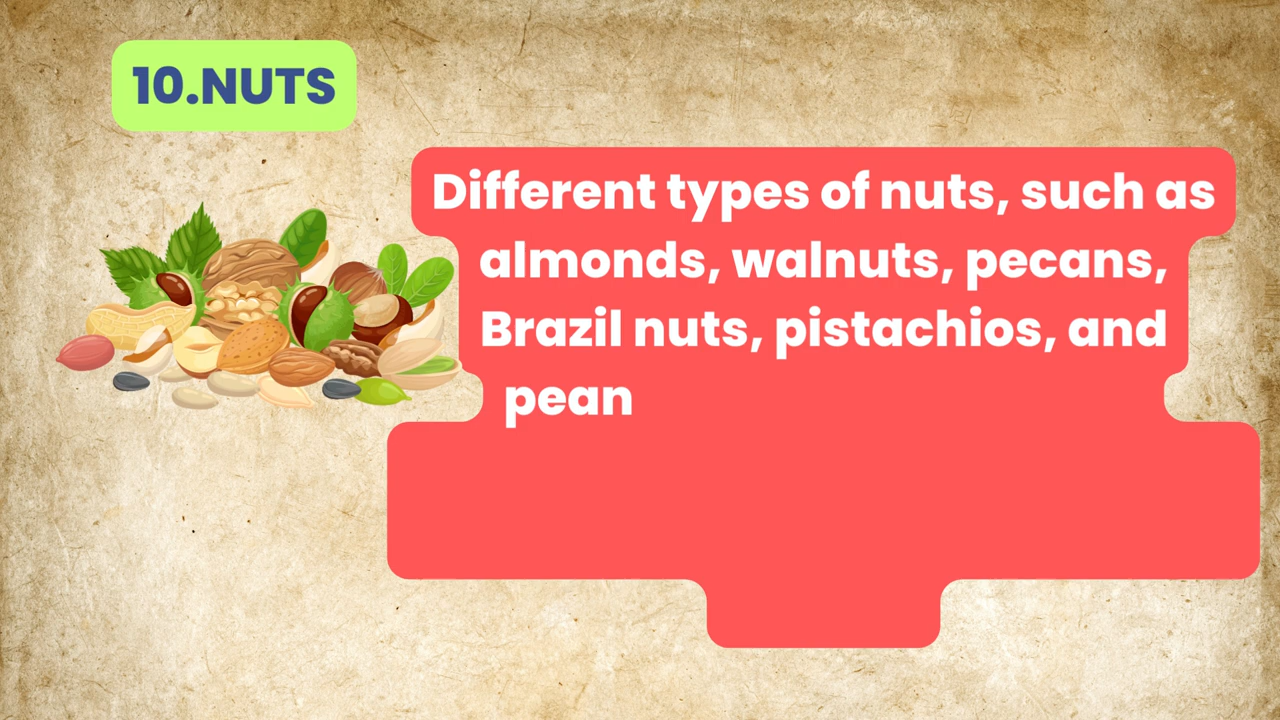 10.NUTS
Different types of nuts, such as
almonds, walnuts, pecans,
Brazil nuts, pistachios, and
pean